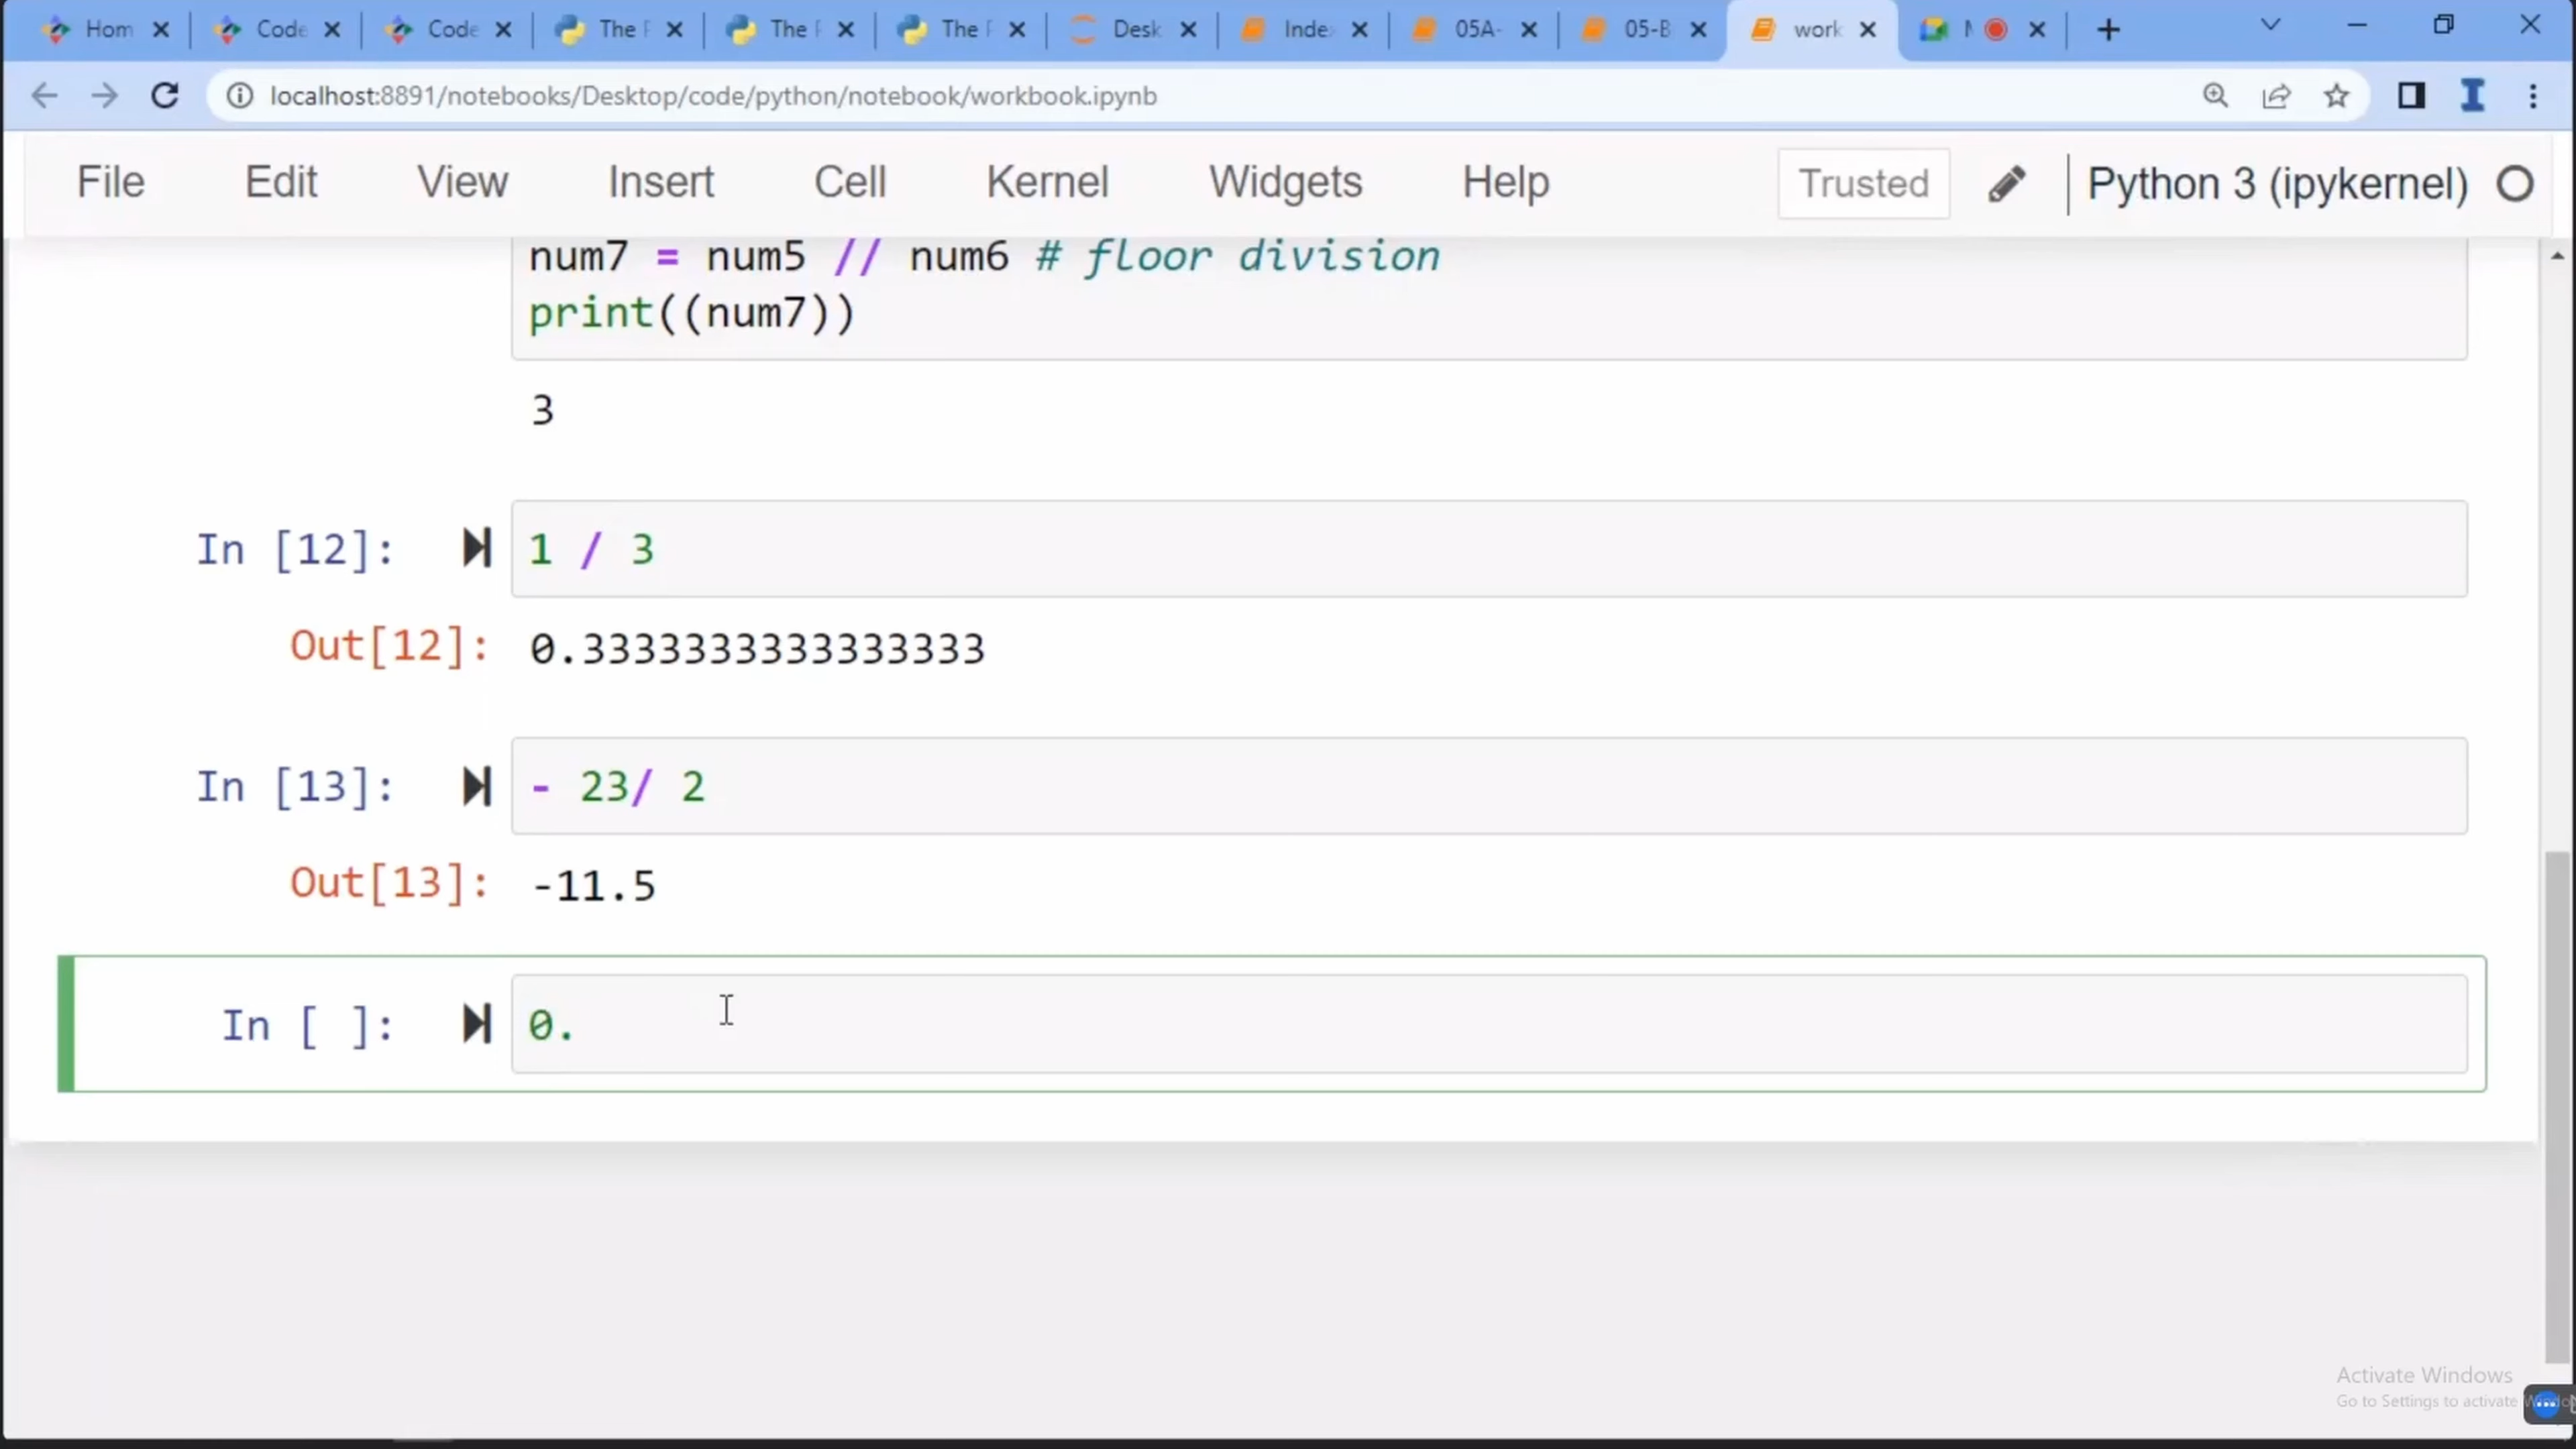 Hom
Code
Code
The
The
The
Desk
Inde
05A-
05-B
work
localhost:8891/notebooks/Desktop/code/python/notebook/workbook.ipynb
File Edit View Insert Cell Kernel Widgets Help Trusted Python 3 (ipykernel)
num7 = num5 // num6 # floor division
print((num7))
3
In [12]: 1 / 3
Out[12]: 0.3333333333333333
In [13]: - 23/ 2
Out[13]: -11.5
In [ ]: 0.
Activate Windows
Go to Settings to activate